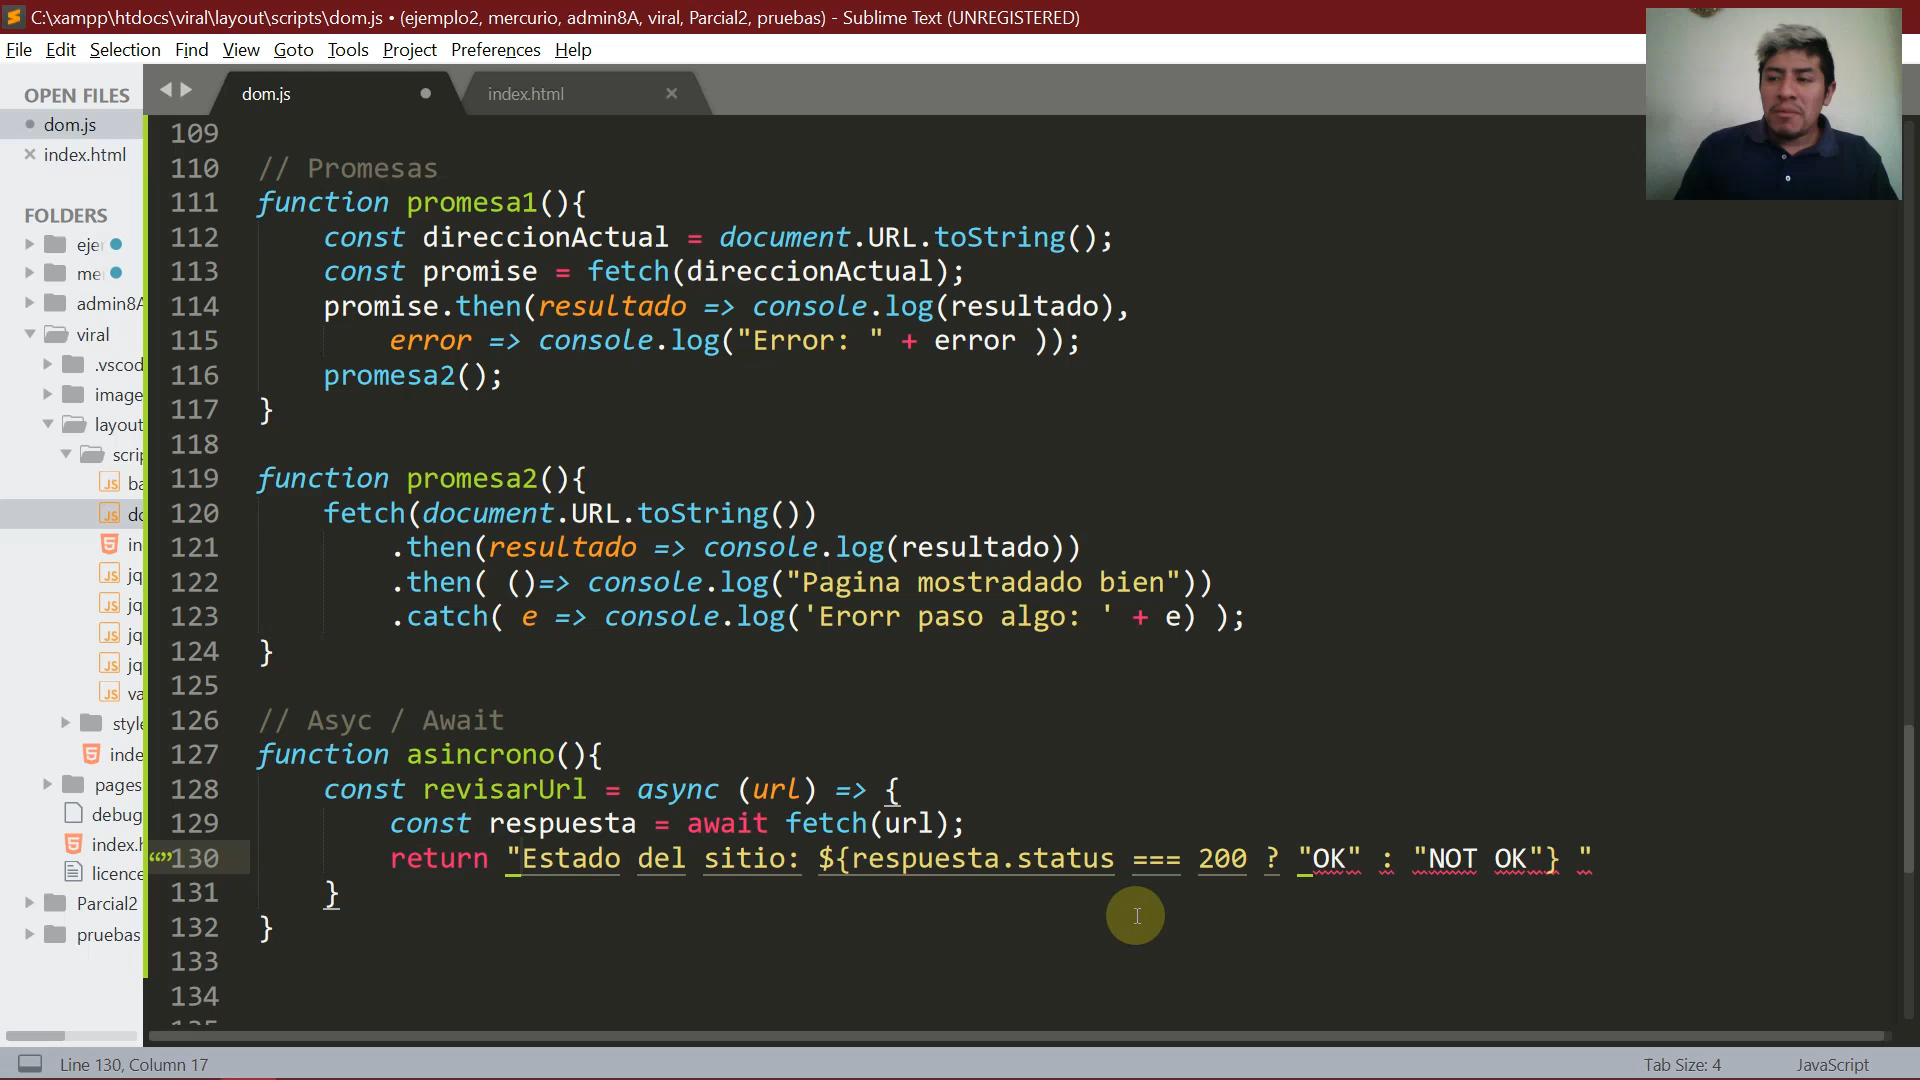 C:\xampp\htdocs\viral\layout\scripts\dom.js • (ejemplo2, mercurio, admin8A, viral, Parcial2, pruebas) - Sublime Text (UNREGISTERED)
File Edit Selection Find View Goto Tools Project Preferences Help
OPEN FILES
dom.js
index.html
FOLDERS
ejer
mer
admin8A
viral
.vscod
image
layout
scrip
ba
do
in
jq
jq
jq
jq
va
style
inde
pages
debug
index.h
licence
Parcial2
pruebas
dom.js
index.html
109
110 // Promesas
111 function promesa1(){
112 const direccionActual = document.URL.toString();
113 const promise = fetch(direccionActual);
114 promise.then(resultado => console.log(resultado),
115 error => console.log("Error: " + error ));
116 promesa2();
117 }
118
119 function promesa2(){
120 fetch(document.URL.toString())
121 .then(resultado => console.log(resultado))
122 .then( ()=> console.log("Pagina mostradado bien"))
123 .catch( e => console.log('Erorr paso algo: ' + e) );
124 }
125
126 // Asyc / Await
127 function asincrono(){
128 const revisarUrl = async (url) => {
129 const respuesta = await fetch(url);
130 return "Estado del sitio: ${respuesta.status === 200 ? "OK" : "NOT OK"} "
131 }
132 }
133
134
135
Line 130, Column 17
Tab Size: 4
JavaScript